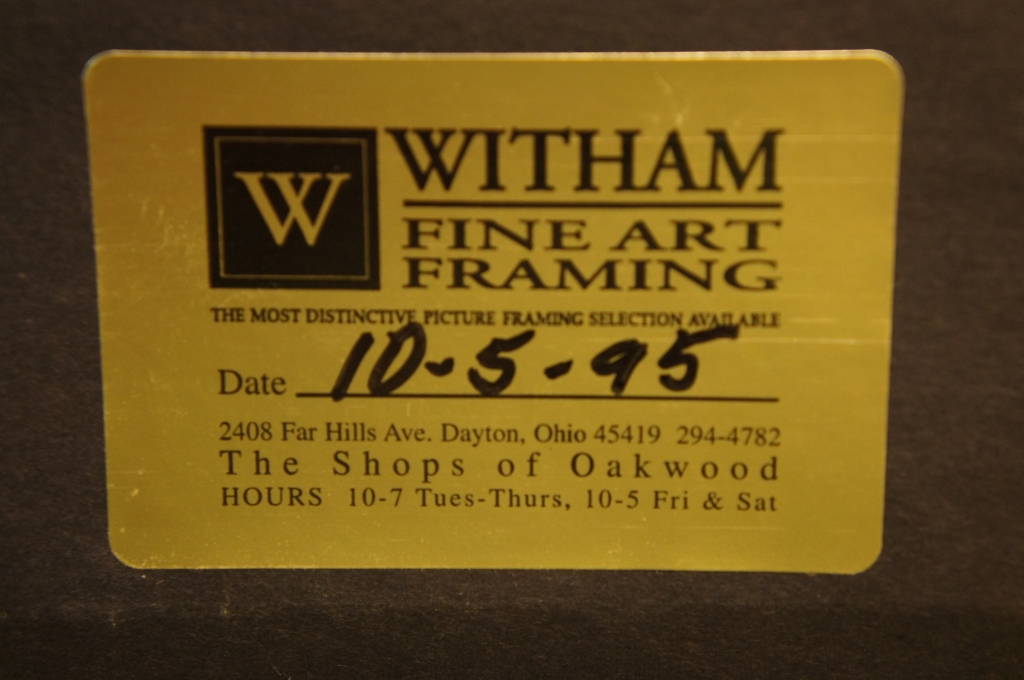 W
WITHAM
FINE ART
FRAMING
THE MOST DISTINCTIVE PICTURE FRAMING SELECTION AVAILABLE
Date 10-5-95
2408 Far Hills Ave. Dayton, Ohio 45419 294-4782
The Shops of Oakwood
HOURS 10-7 Tues-Thurs, 10-5 Fri & Sat